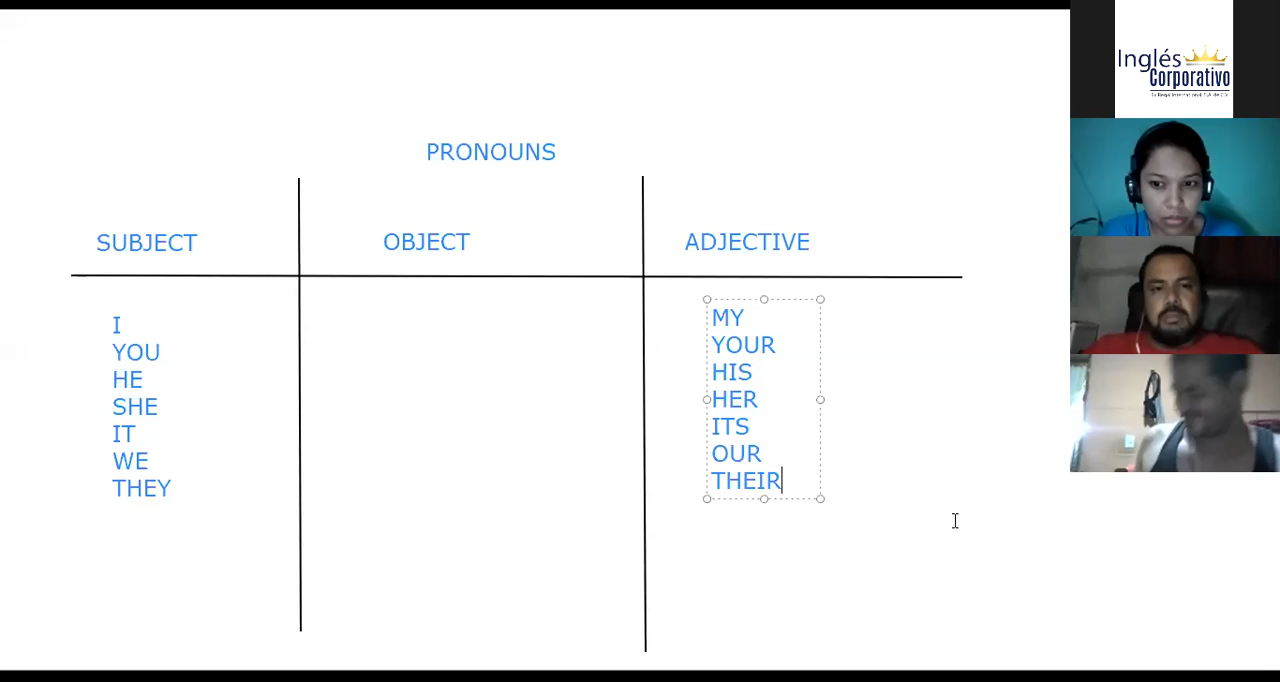 PRONOUNS
SUBJECT
OBJECT
ADJECTIVE
I
YOU
HE
SHE
IT
WE
THEY
MY
YOUR
HIS
HER
ITS
OUR
THEIR
Inglés
Corporativo